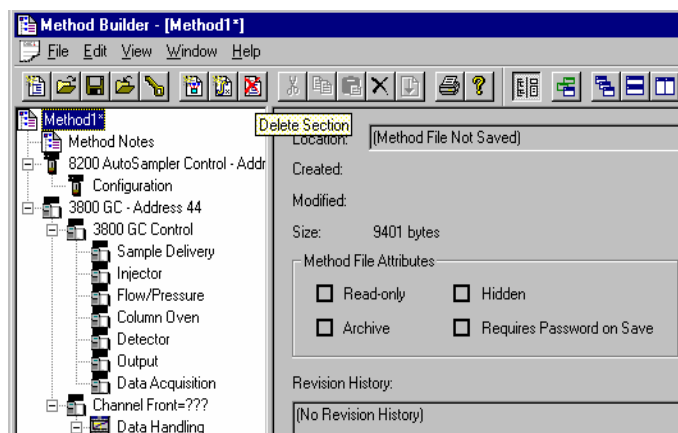 Method Builder - [Method1*]
File Edit View Window Help
Method1*
Delete Section
Method Notes
8200 AutoSampler Control - Addr
Configuration
3800 GC - Address 44
3800 GC Control
Sample Delivery
Injector
Flow/Pressure
Column Oven
Detector
Output
Data Acquisition
Channel Front=???
Data Handling
Location: (Method File Not Saved)
Created:
Modified:
Size: 9401 bytes
Method File Attributes
Read-only Hidden
Archive Requires Password on Save
Revision History:
(No Revision History)